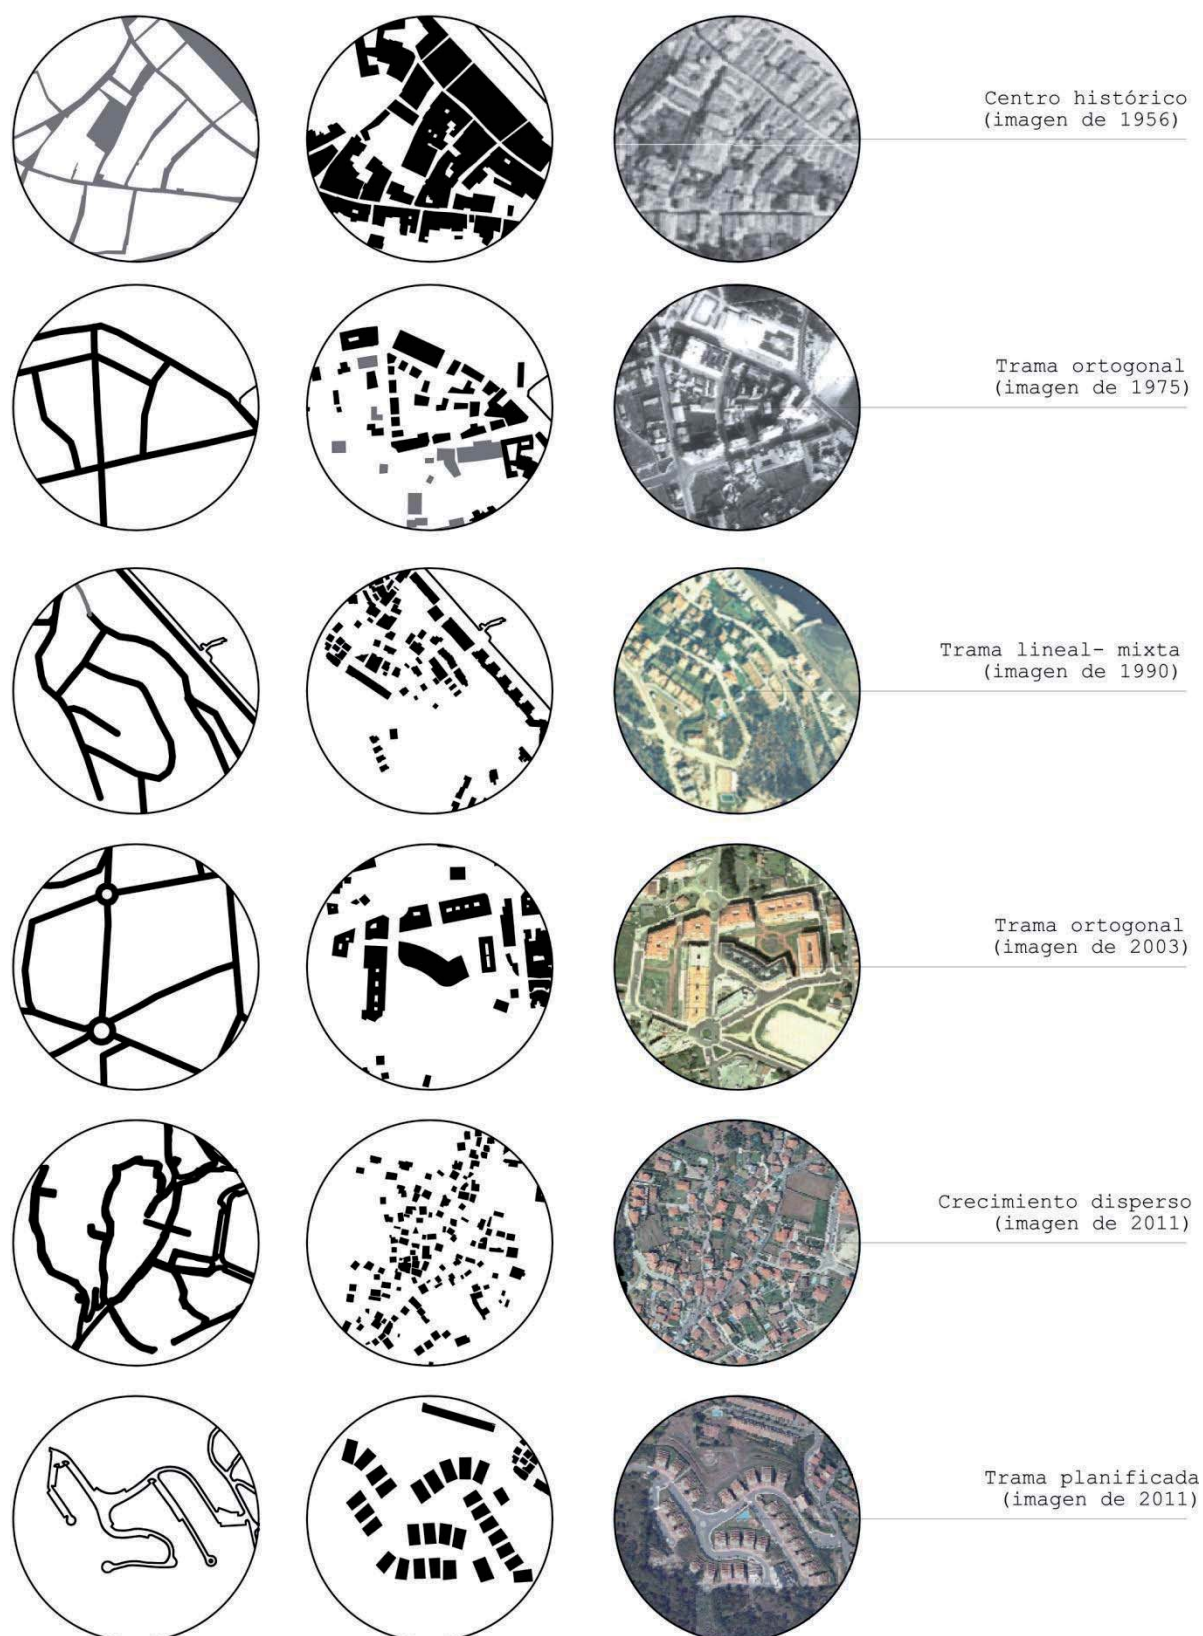 Centro histórico
(imagen de 1956)
Trama ortogonal
(imagen de 1975)
Trama lineal- mixta
(imagen de 1990)
Trama ortogonal
(imagen de 2003)
Crecimiento disperso
(imagen de 2011)
Trama planificada
(imagen de 2011)